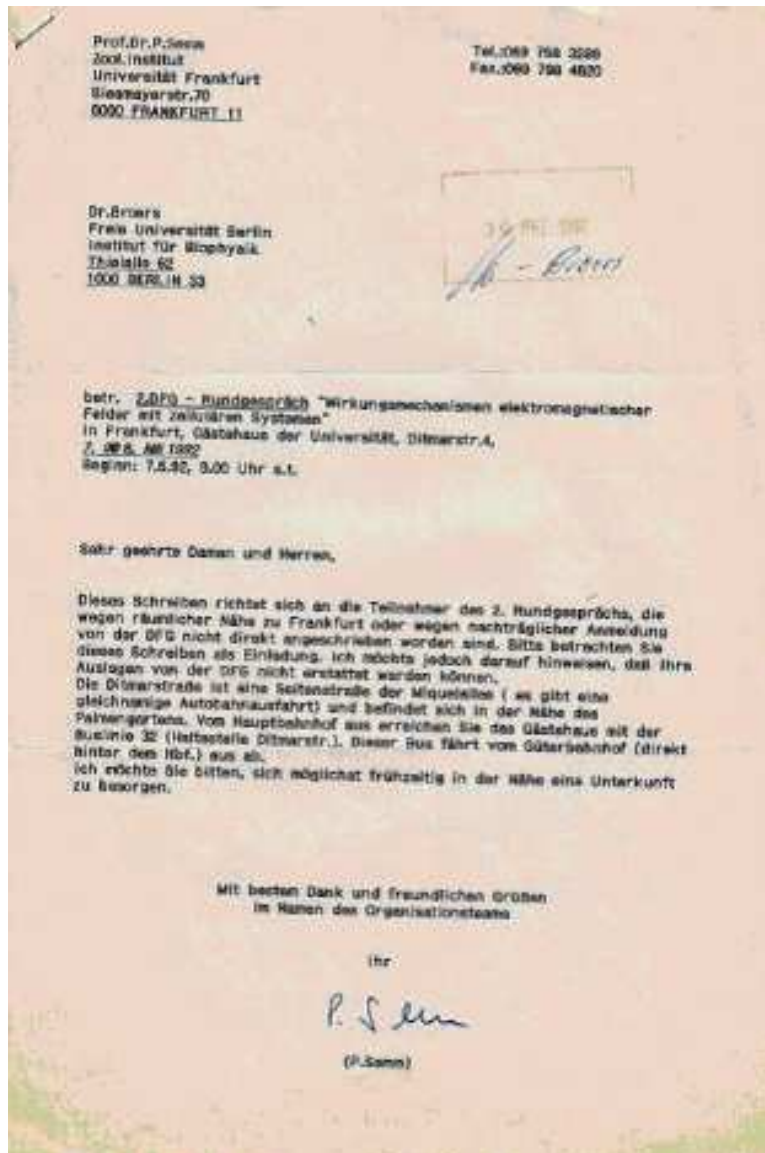 Prof.Dr.P.Semm
Zool.Institut
Universität Frankfurt
Siesmayerstr.70
6000 FRANKFURT 11
Tel.:069 798
Fax.:069 798 4820
Dr.Broers
Freie Universität Berlin
Institut für Biophysik
Thielallee 62
1000 BERLIN 33
- Broers
betr. 2.DFG - Rundgespräch "Wirkungsmechanismen elektromagnetischer
Felder mit zellulären Systemen"
in Frankfurt, Gästehaus der Universität, Ditmarstr.4,
1992
Beginn: 9.00 Uhr s.t.
Sehr geehrte Damen und Herren,
Dieses Schreiben richtet sich an die Teilnehmer des 2. Rundgesprächs, die
wegen räumlicher Nähe zu Frankfurt oder wegen nachträglicher Anmeldung
von der DFG nicht direkt angeschrieben worden sind. Bitte betrachten Sie
dieses Schreiben als Einladung. Ich möchte jedoch darauf hinweisen, daß Ihre
Auslagen von der DFG nicht erstattet werden können.
Die Ditmarstraße ist eine Seitenstraße der Miquelallee ( es gibt eine
gleichnamige Autobahnausfahrt) und befindet sich in der Nähe des
Palmengartens. Vom Hauptbahnhof aus erreichen Sie das Gästehaus mit der
Buslinie 32 (Haltestelle Ditmarstr.). Dieser Bus fährt vom Güterbahnhof (direkt
hinter dem Hbf.) aus ab.
Ich möchte Sie bitten, sich möglichst frühzeitig in der Nähe eine Unterkunft
zu besorgen.
Mit besten Dank und freundlichen Grüßen
im Namen des Organisationsteams
Ihr
P. Semm
(P.Semm)